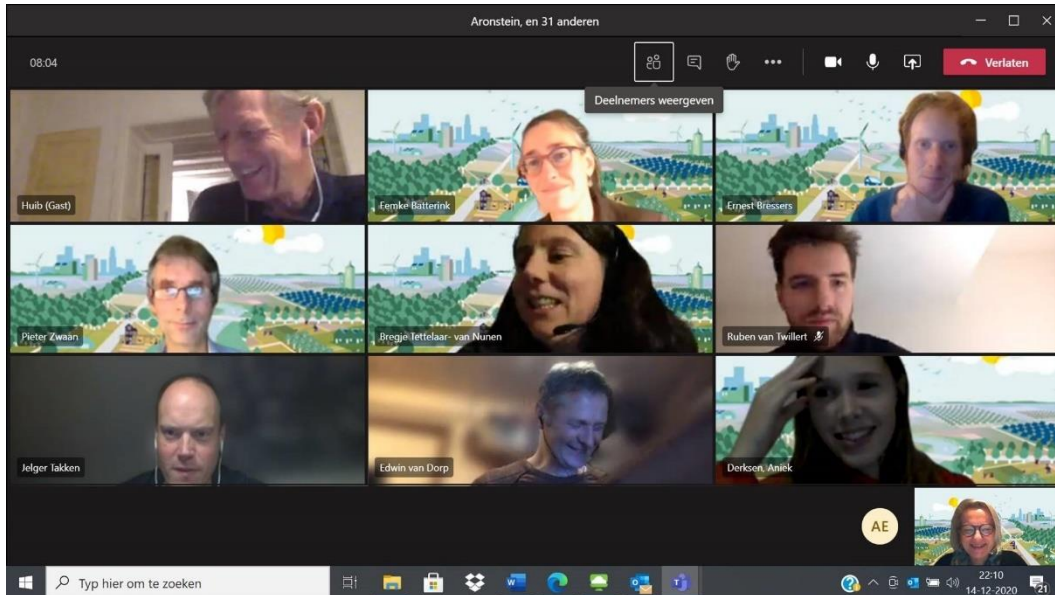 Aronstein, en 31 anderen
08:04
Verlaten
Deelnemers weergeven
Huib (Gast)
Femke Batterink
Ernest Bressers
Pieter Zwaan
Bregje Tettelaar- van Nunen
Ruben van Twillert
Jelger Takken
Edwin van Dorp
Derksen, Aniek
AE
Typ hier om te zoeken
22:10
14-12-2020
21